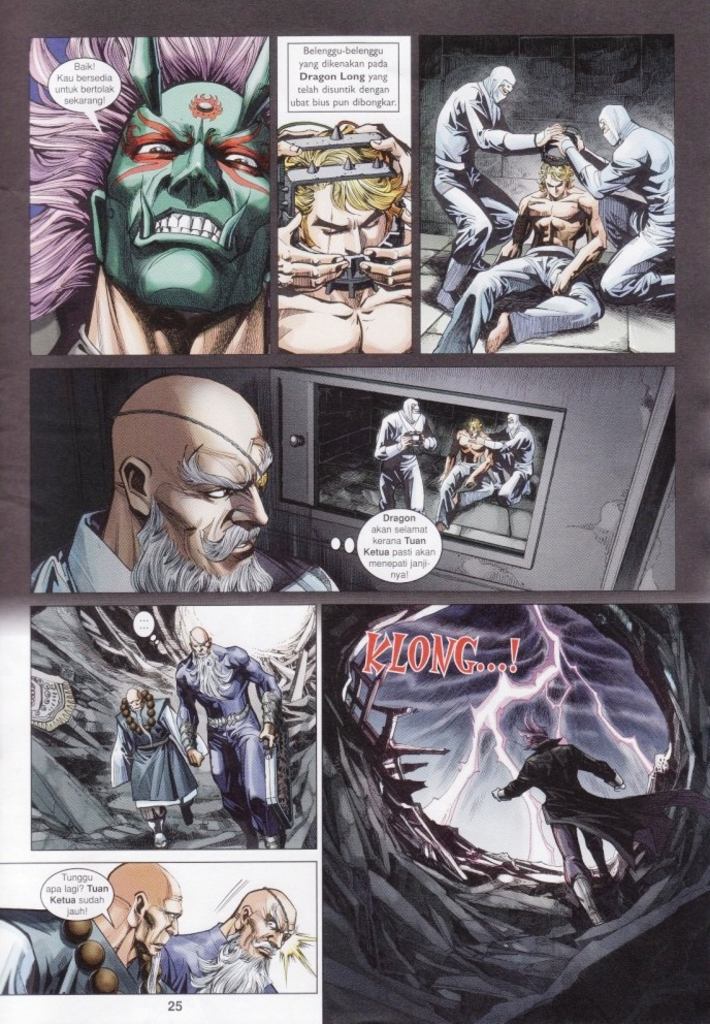 Baik!
Kau bersedia
untuk bertolak
sekarang!
Belenggu-belenggu
yang dikenakan pada
Dragon Long yang
telah disuntik dengan
ubat bius pun dibongkar.
Dragon
akan selamat
kerana Tuan
Ketua pasti akan
menepati janji-
nya!
...
...
KLONG...!
Tunggu
apa lagi? Tuan
Ketua sudah
jauh!
25